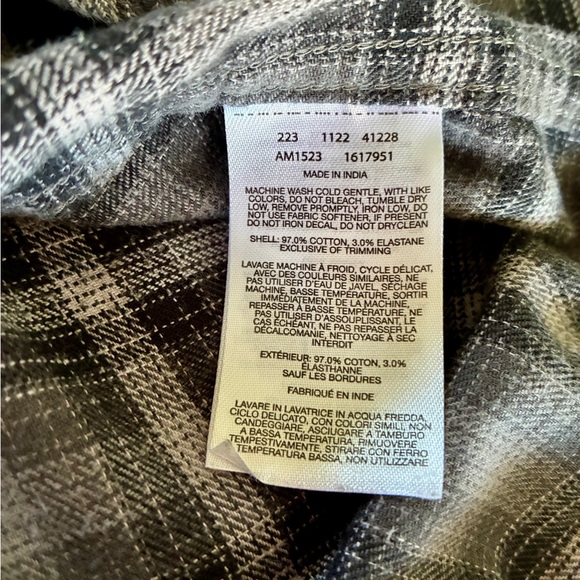 223 1122 41228
AM1523 1617951
MADE IN INDIA
MACHINE WASH COLD GENTLE, WITH LIKE
COLORS, DO NOT BLEACH, TUMBLE DRY
LOW, REMOVE PROMPTLY, IRON LOW, DO
NOT USE FABRIC SOFTENER, IF PRESENT
DO NOT IRON DECAL, DO NOT DRYCLEAN
SHELL: 97.0% COTTON, 3.0% ELASTANE
EXCLUSIVE OF TRIMMING
LAVAGE MACHINE À FROID, CYCLE DÉLICAT,
AVEC DES COULEURS SIMILAIRES, NE
PAS UTILISER D'EAU DE JAVEL, SÉCHAGE
MACHINE, BASSE TEMPÉRATURE, SORTIR
IMMÉDIATEMENT DE LA MACHINE,
REPASSER À BASSE TEMPÉRATURE, NE
PAS UTILISER D'ASSOUPLISSANT, LE
CAS ÉCHÉANT, NE PAS REPASSER LA
DÉCALCOMANIE, NETTOYAGE À SEC
INTERDIT
EXTÉRIEUR: 97.0% COTON, 3.0%
ÉLASTHANNE
SAUF LES BORDURES
FABRIQUÉ EN INDE
LAVARE IN LAVATRICE IN ACQUA FREDDA,
CICLO DELICATO, CON COLORI SIMILI, NON
CANDEGGIARE, ASCIUGARE A TAMBURO
A BASSA TEMPERATURA, RIMUOVERE
TEMPESTIVAMENTE, STIRARE CON FERRO
TEMPERATURA BASSA, NON UTILIZZARE